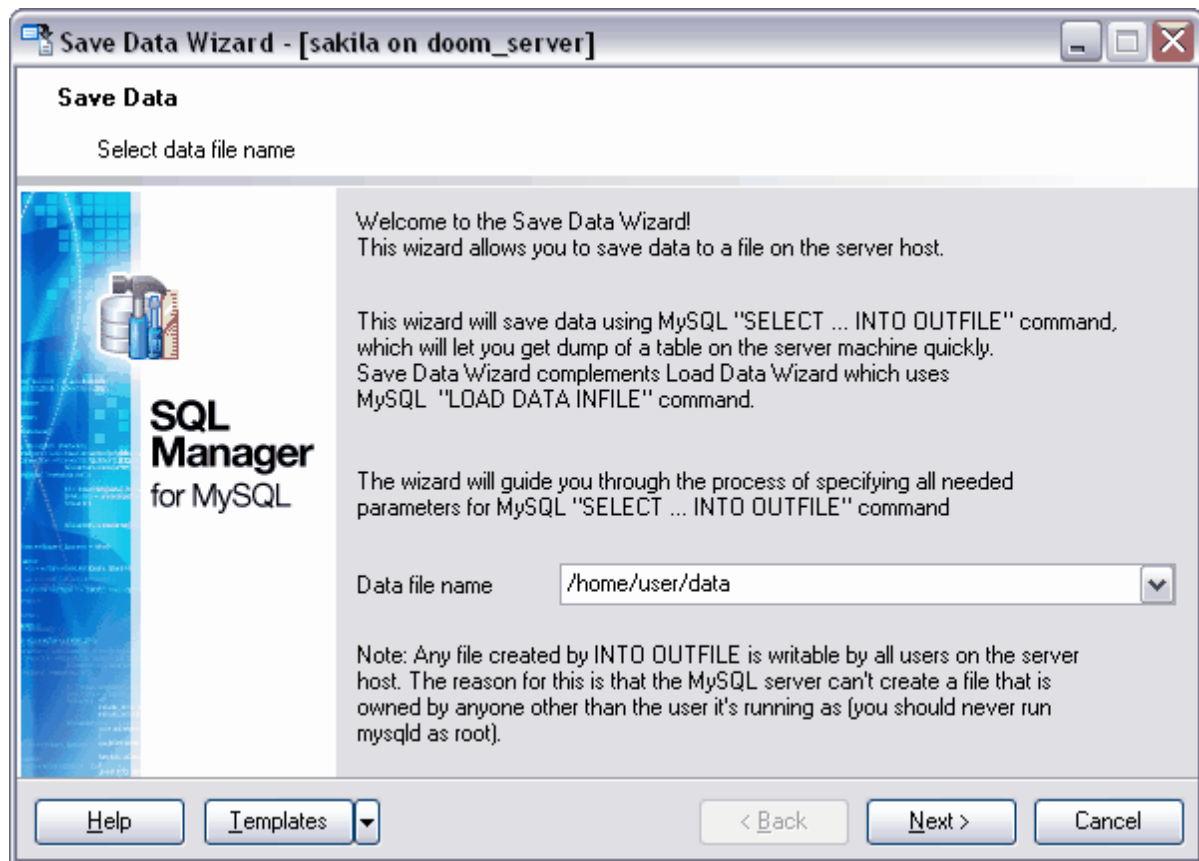 Save Data Wizard - [sakila on doom_server]
Save Data
Select data file name
Welcome to the Save Data Wizard!
This wizard allows you to save data to a file on the server host.
This wizard will save data using MySQL "SELECT ... INTO OUTFILE" command,
which will let you get dump of a table on the server machine quickly.
Save Data Wizard complements Load Data Wizard which uses
MySQL "LOAD DATA INFILE" command.
SQL
Manager
for MySQL
The wizard will guide you through the process of specifying all needed
parameters for MySQL "SELECT ... INTO OUTFILE" command
Data file name /home/user/data
Note: Any file created by INTO OUTFILE is writable by all users on the server
host. The reason for this is that the MySQL server can't create a file that is
owned by anyone other than the user it's running as (you should never run
mysqld as root).
Help Templates < Back Next > Cancel